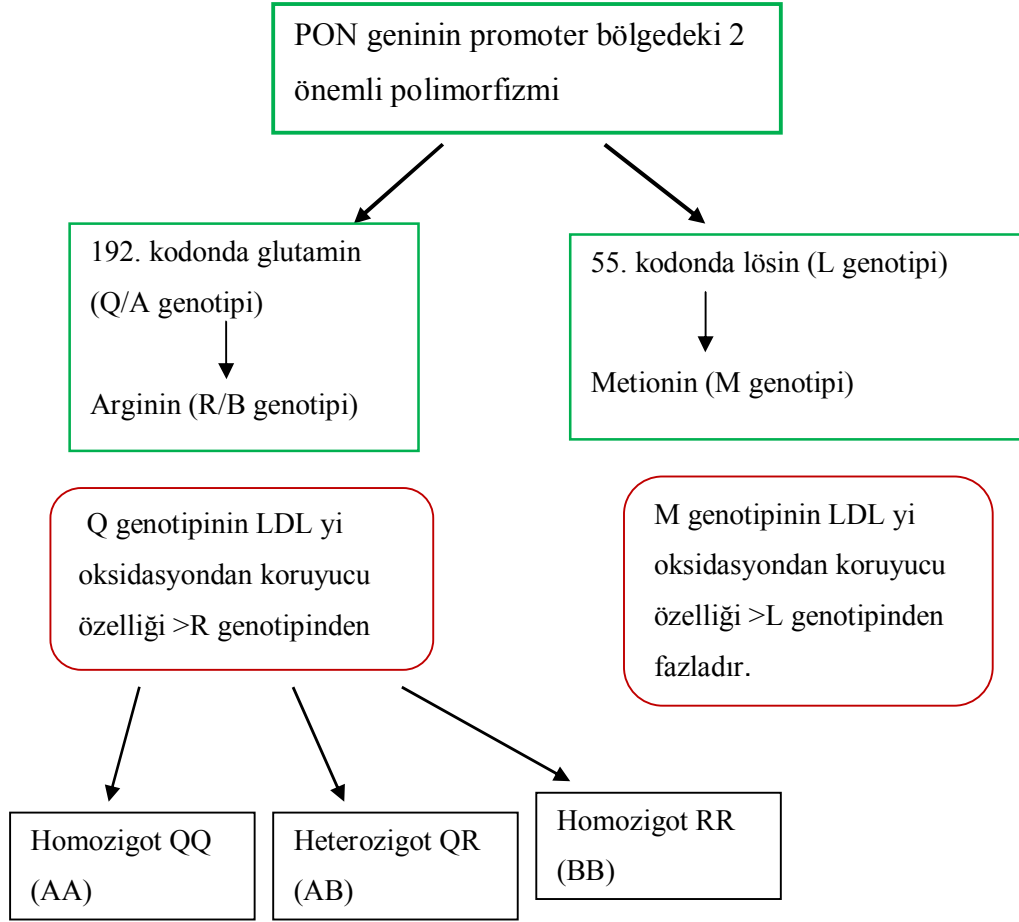 PON geninin promoter bölgedeki 2
önemli polimorfizmi
192. kodonda glutamin
(Q/A genotipi)
Arginin (R/B genotipi)
55. kodonda lösin (L genotipi)
Metionin (M genotipi)
Q genotipinin LDL yi
oksidasyondan koruyucu
özelliği >R genotipinden
M genotipinin LDL yi
oksidasyondan koruyucu
özelliği >L genotipinden
fazladır.
Homozigot QQ
(AA)
Heterozigot QR
(AB)
Homozigot RR
(BB)